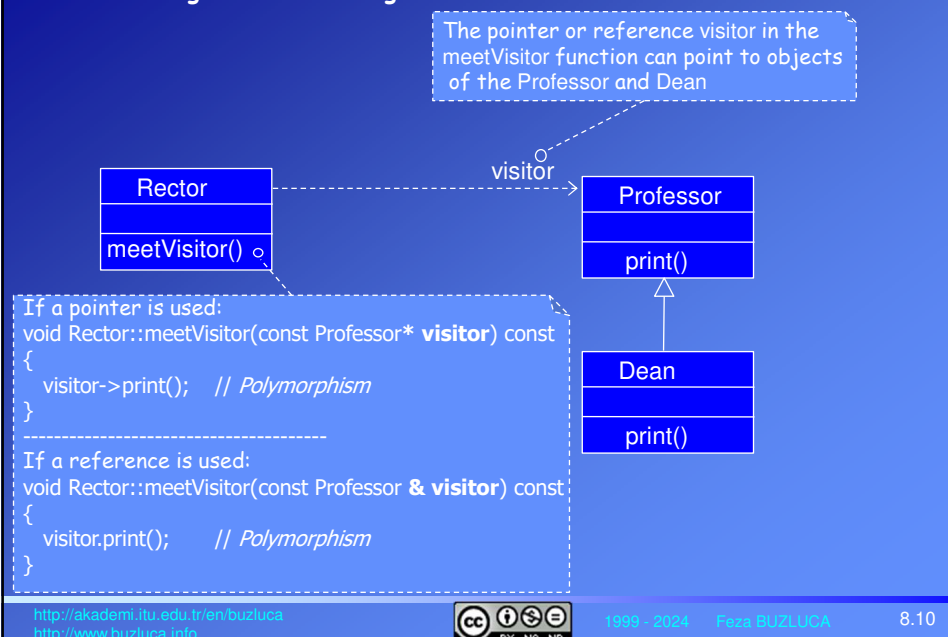 The pointer or reference visitor in the
meetVisitor function can point to objects
of the Professor and Dean
visitor
Rector
meetVisitor()
Professor
print()
Dean
print()
If a pointer is used:
void Rector::meetVisitor(const Professor* visitor) const
{
visitor->print(); // Polymorphism
}
---------------------------------------
If a reference is used:
void Rector::meetVisitor(const Professor & visitor) const
{
visitor.print(); // Polymorphism
}
http://akademi.itu.edu.tr/en/buzluca
http://www.buzluca.info
cc
1999 - 2024 Feza BUZLUCA
8.10